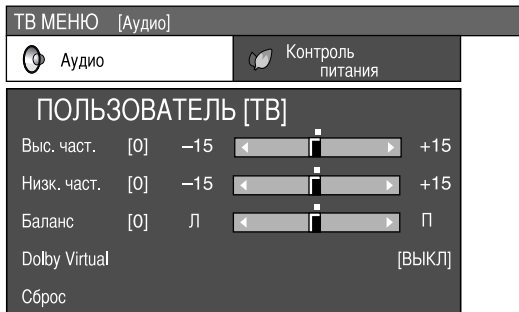 ТВ МЕНЮ [Аудио]
Аудио
Контроль
питания
ПОЛЬЗОВАТЕЛЬ [ТВ]
Выс. част. [0] –15 +15
Низк. част. [0] –15 +15
Баланс [0] Л П
Dolby Virtual [ВЫКЛ]
Сброс